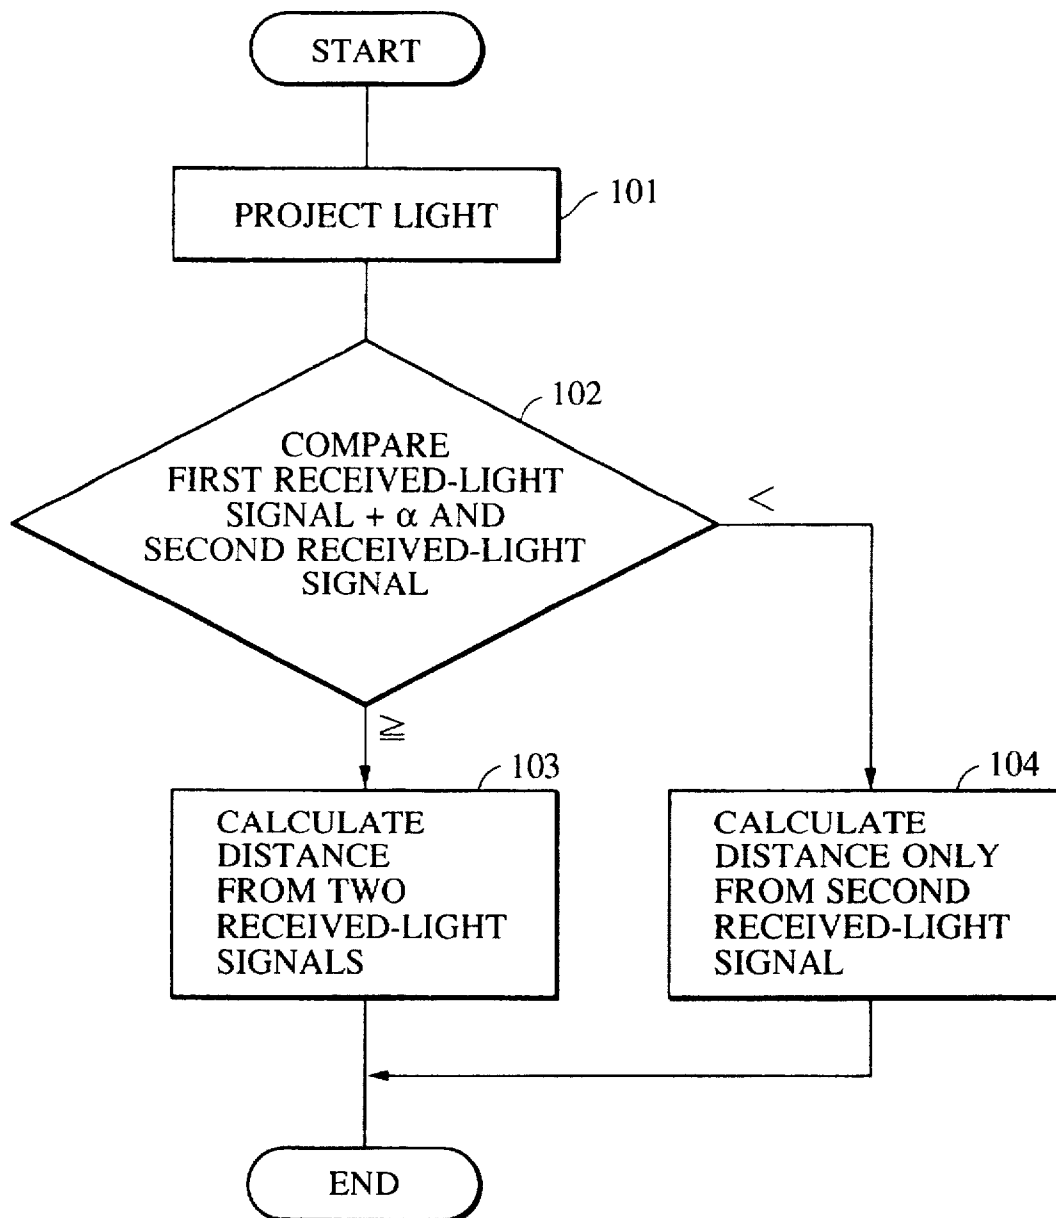 START
PROJECT LIGHT
101
102
COMPARE
FIRST RECEIVED-LIGHT
SIGNAL + α AND
SECOND RECEIVED-LIGHT
SIGNAL
<
≧
103
CALCULATE
DISTANCE
FROM TWO
RECEIVED-LIGHT
SIGNALS
104
CALCULATE
DISTANCE ONLY
FROM SECOND
RECEIVED-LIGHT
SIGNAL
END